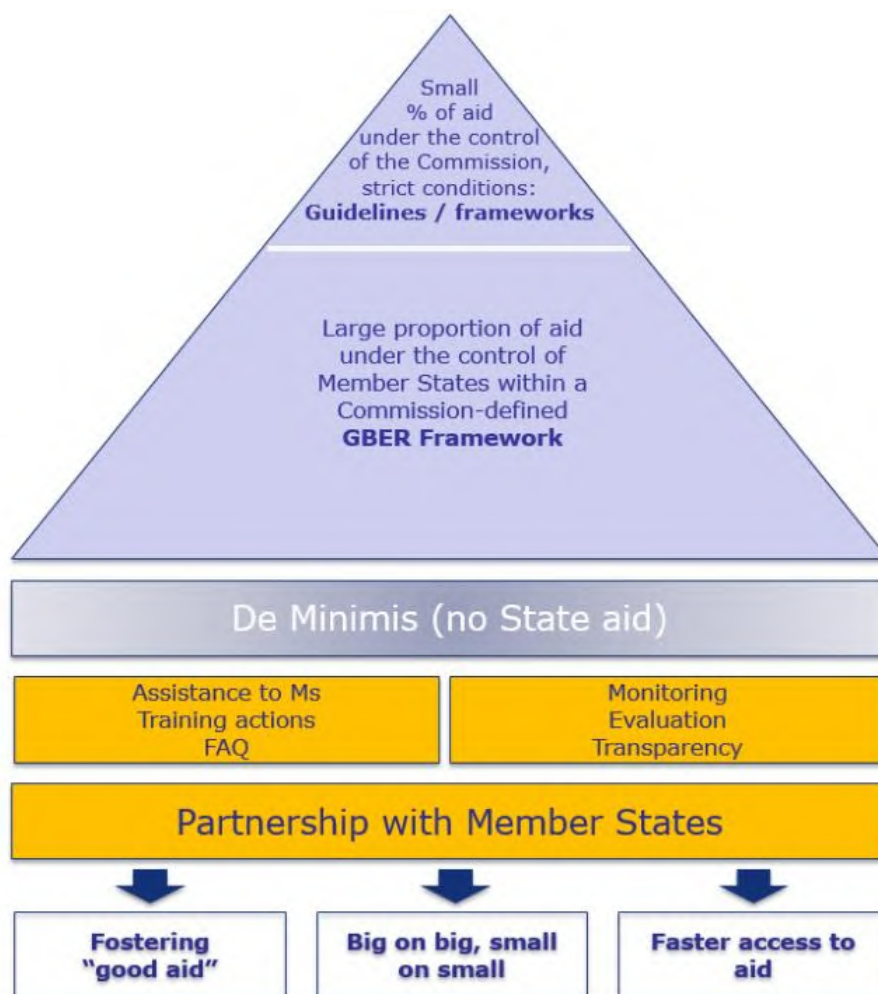 Small
% of aid
under the control
of the Commission,
strict conditions:
Guidelines / frameworks
Large proportion of aid
under the control of
Member States within a
Commission-defined
GBER Framework
De Minimis (no State aid)
Assistance to Ms
Training actions
FAQ
Monitoring
Evaluation
Transparency
Partnership with Member States
Fostering
"good aid"
Big on big, small
on small
Faster access to
aid